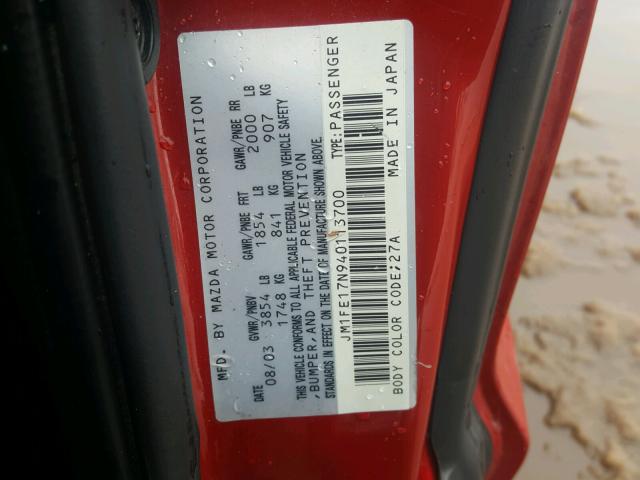 MFD. BY MAZDA MOTOR CORPORATION
DATE GVWR/PNBV GAWR/PNBE FRT GAWR/PNBE RR
08/03 3854 LB 1854 LB 2000 LB
1748 KG 841 KG 907 KG
THIS VEHICLE CONFORMS TO ALL APPLICABLE FEDERAL MOTOR VEHICLE SAFETY
,BUMPER,AND THEFT PREVENTION
STANDARDS IN EFFECT ON THE DATE OF MANUFACTURE SHOWN ABOVE.
JM1FE17N940113700 TYPE:PASSENGER
BODY COLOR CODE:27A MADE IN JAPAN